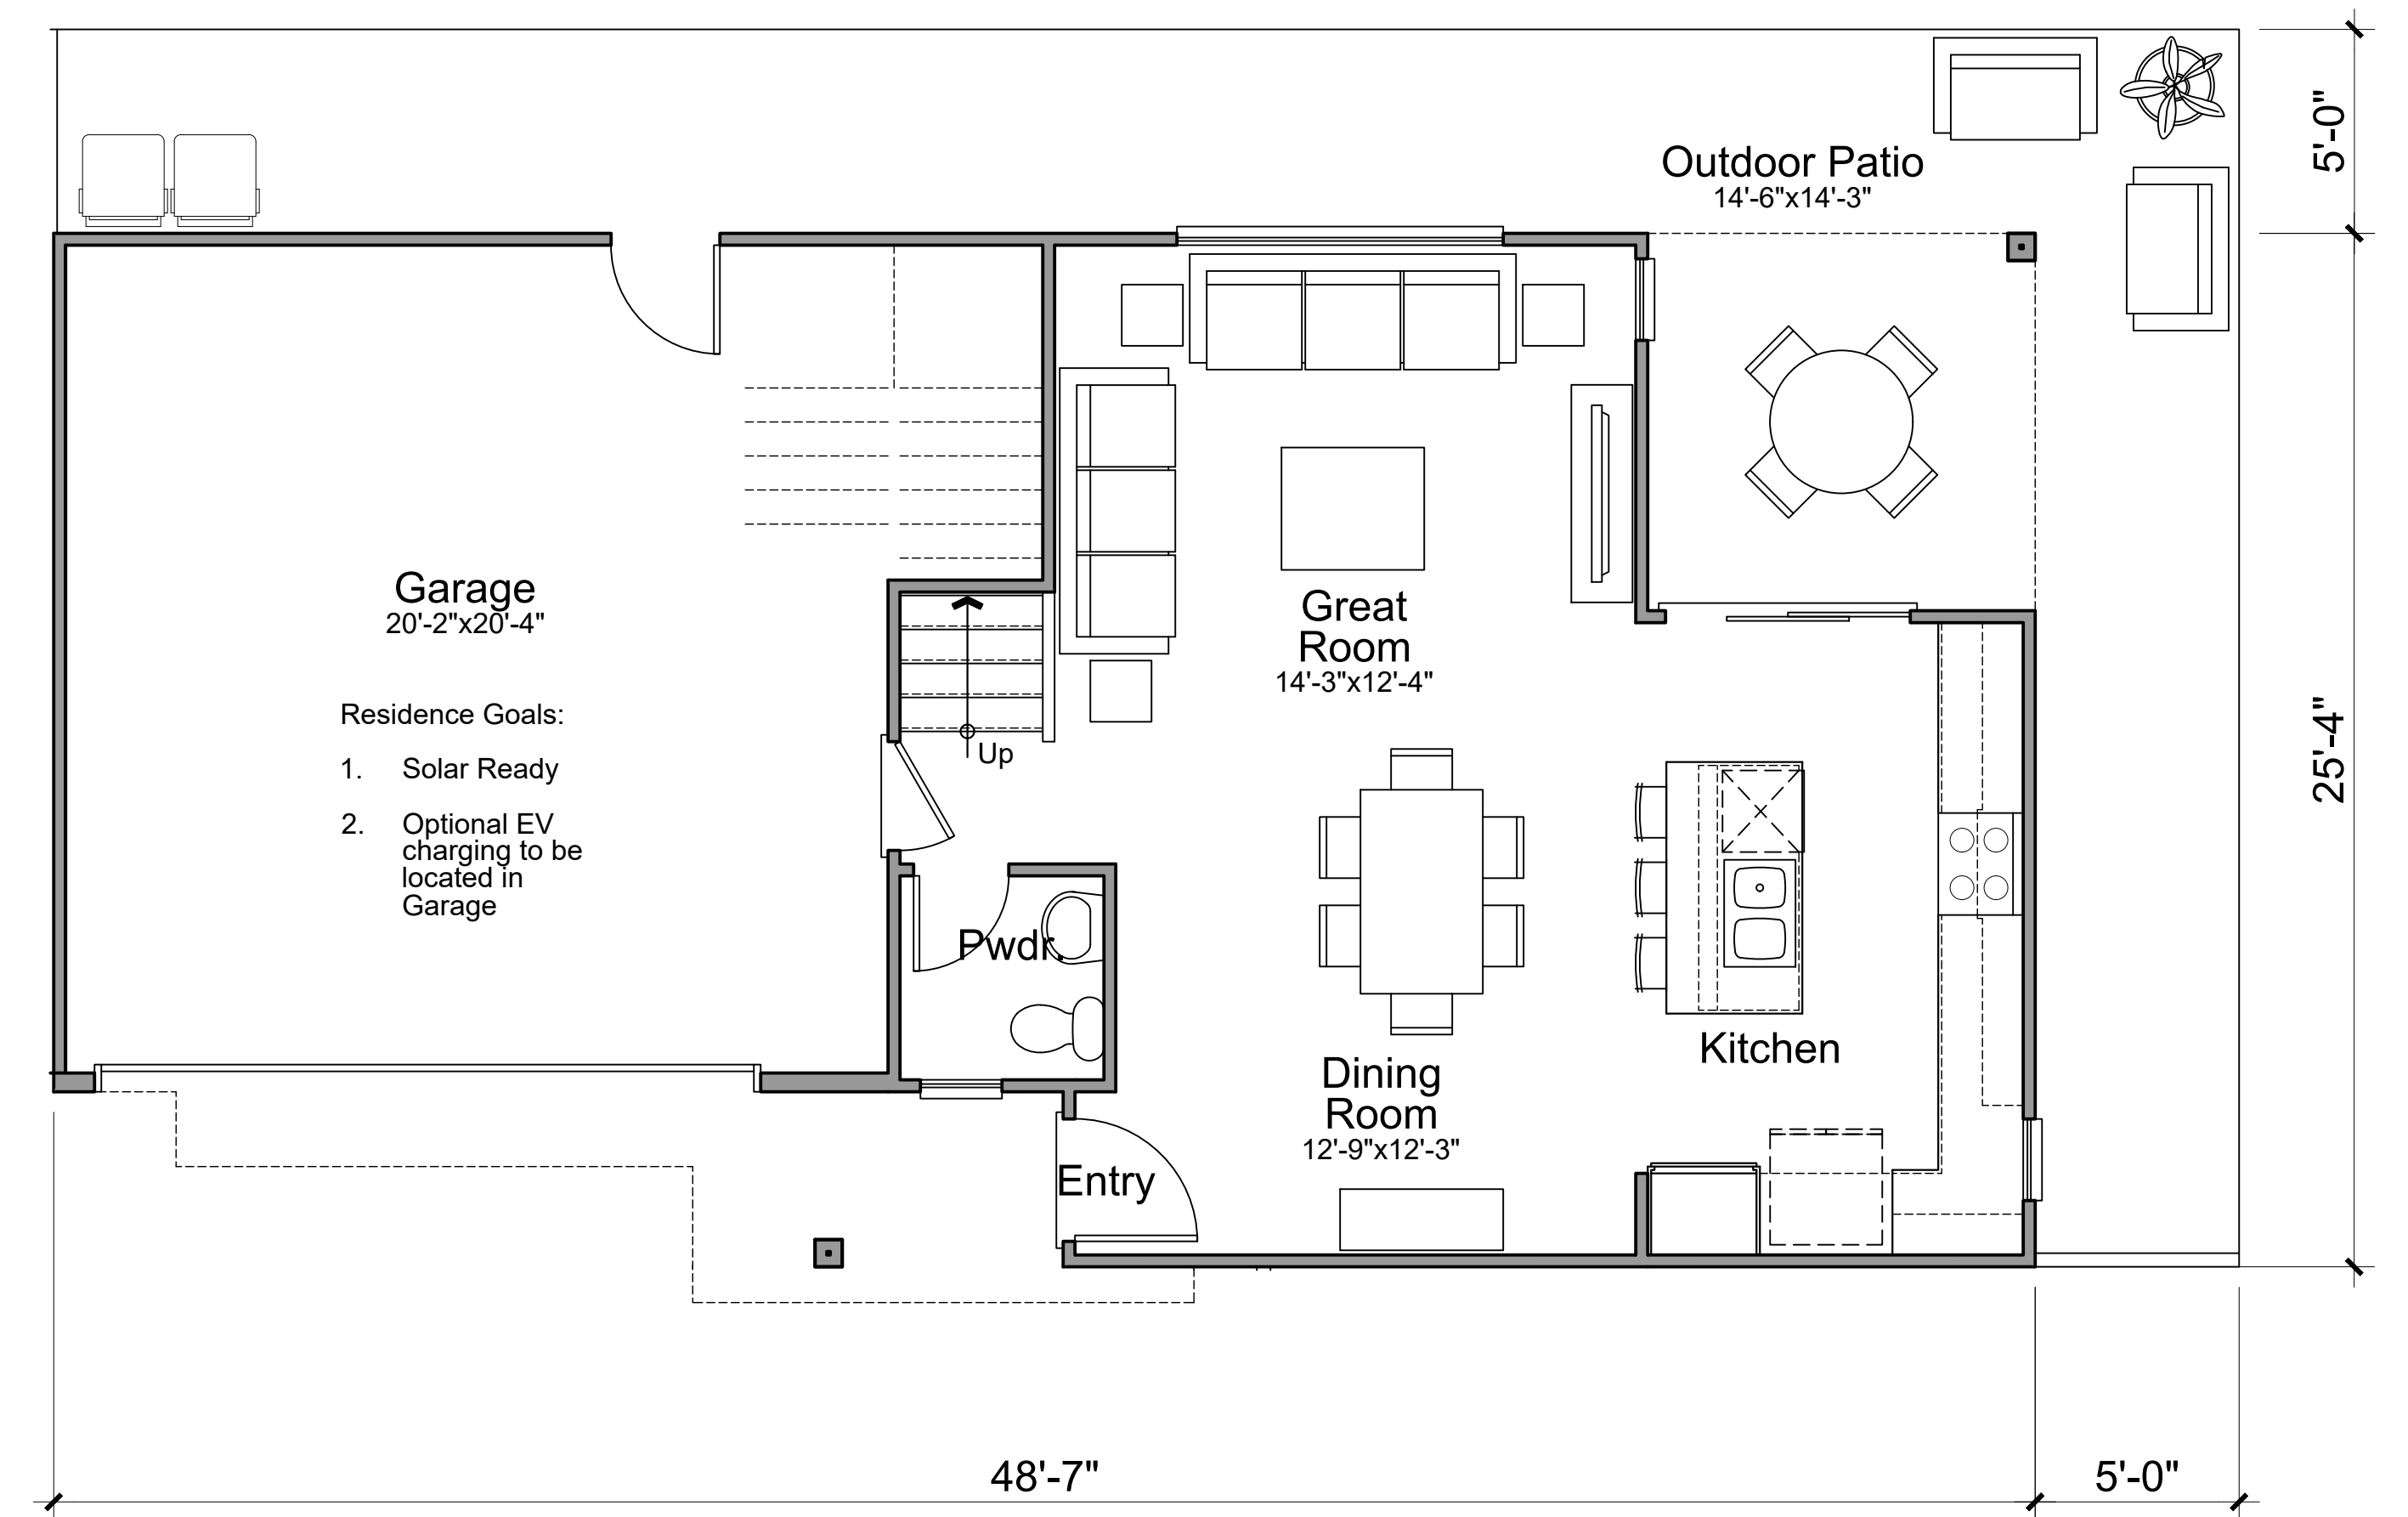 5'-0"
Outdoor Patio
14'-6"x14'-3"
Garage
20'-2"x20'-4"
Great
Room
14'-3"x12'-4"
Residence Goals:
1. Solar Ready
2. Optional EV
charging to be
located in
Garage
Up
25'-4"
Pwdr.
Kitchen
Dining
Room
12'-9"x12'-3"
Entry
48'-7"
5'-0"